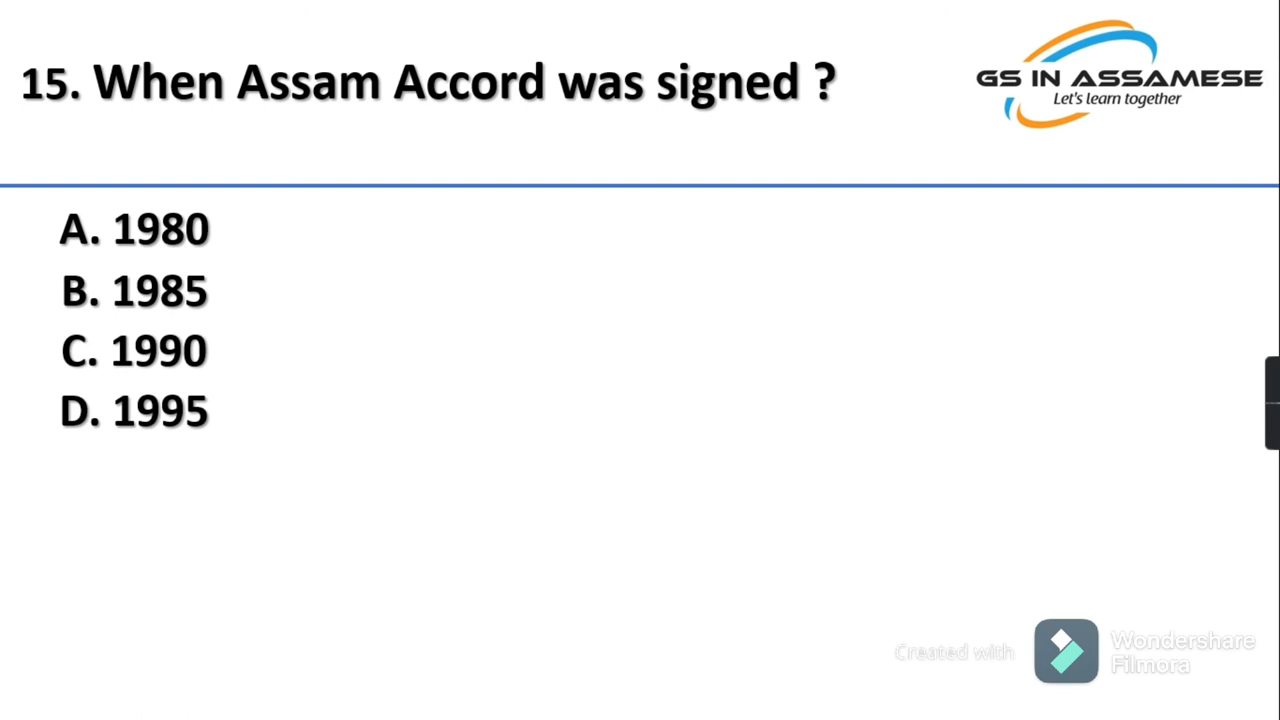 15. When Assam Accord was signed ?
GS IN ASSAMESE
Let's learn together
A. 1980
B. 1985
C. 1990
D. 1995
Created with
Wondershare
Filmora